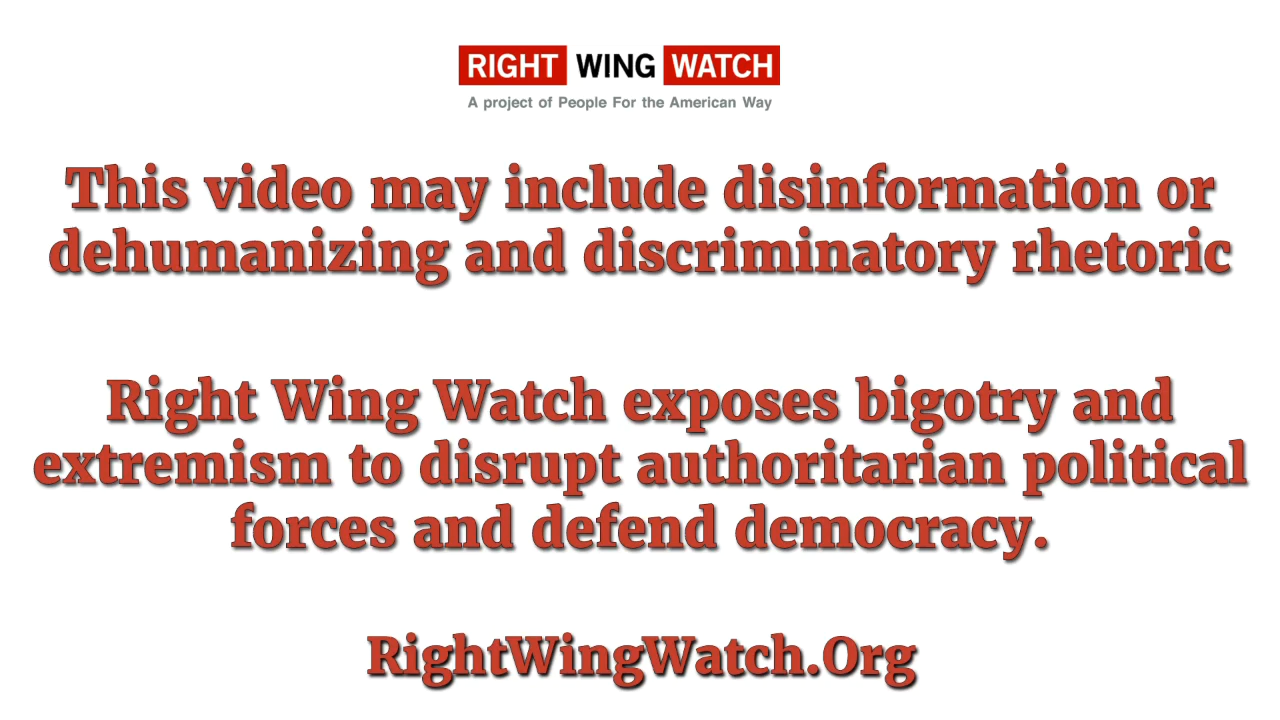 RIGHT WING WATCH
A project of People For the American Way
This video may include disinformation or
dehumanizing and discriminatory rhetoric
Right Wing Watch exposes bigotry and
extremism to disrupt authoritarian political
forces and defend democracy.
RightWingWatch.Org